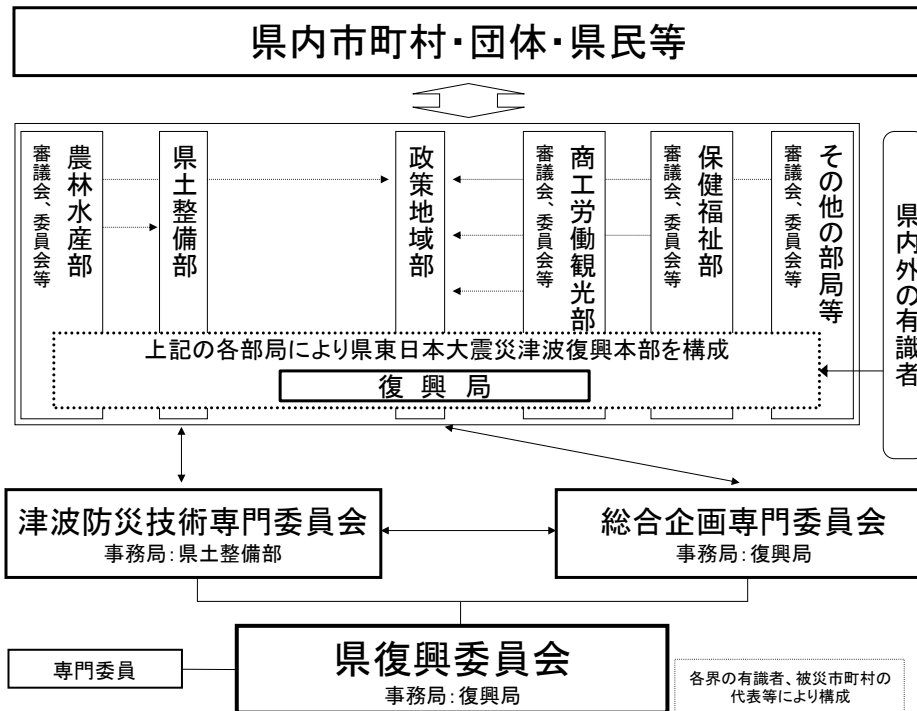 県内市町村・団体・県民等
農林水産部
審議会、委員会等
県土整備部
政策地域部
商工労働観光部
審議会、委員会等
保健福祉部
審議会、委員会等
その他の部局等
審議会、委員会等
県内外の有識者
上記の各部局により県東日本大震災津波復興本部を構成
復興局
津波防災技術専門委員会
事務局：県土整備部
総合企画専門委員会
事務局：復興局
県復興委員会
事務局：復興局
専門委員
各界の有識者、被災市町村の
代表等により構成